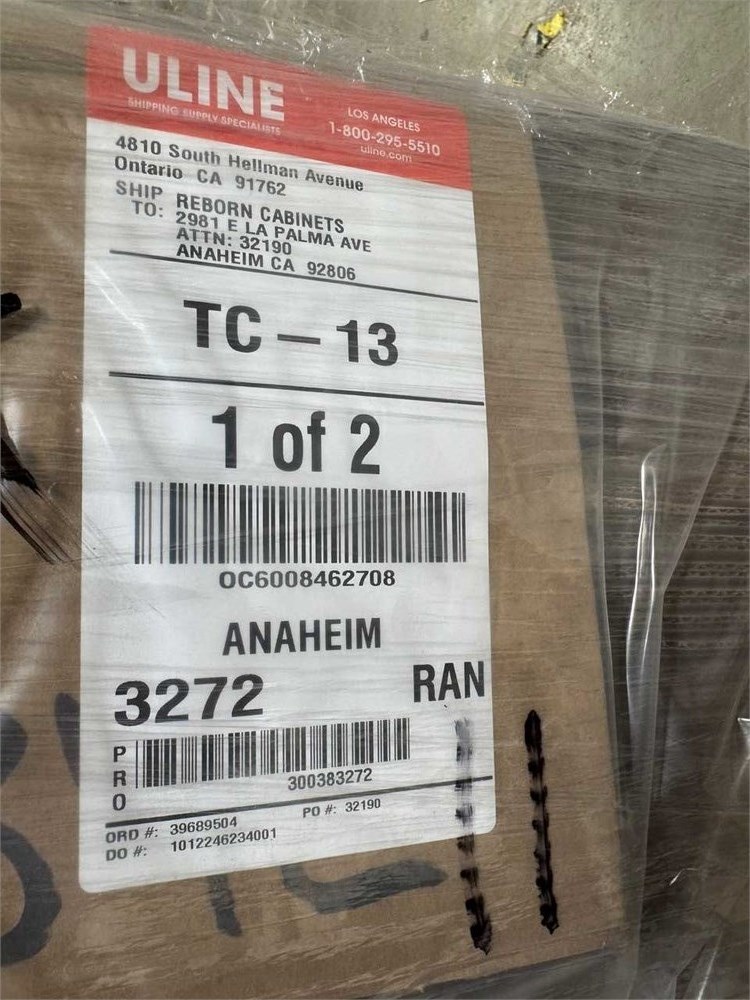 ULINE
SHIPPING SUPPLY SPECIALISTS
LOS ANGELES
1-800-295-5510
uline.com
4810 South Hellman Avenue
Ontario CA 91762
SHIP TO: REBORN CABINETS
2981 E LA PALMA AVE
ATTN: 32190
ANAHEIM CA 92806
TC – 13
1 of 2
OC6008462708
ANAHEIM
3272 RAN
PRO
300383272
ORD #: 39689504 PO #: 32190
DO #: 1012246234001